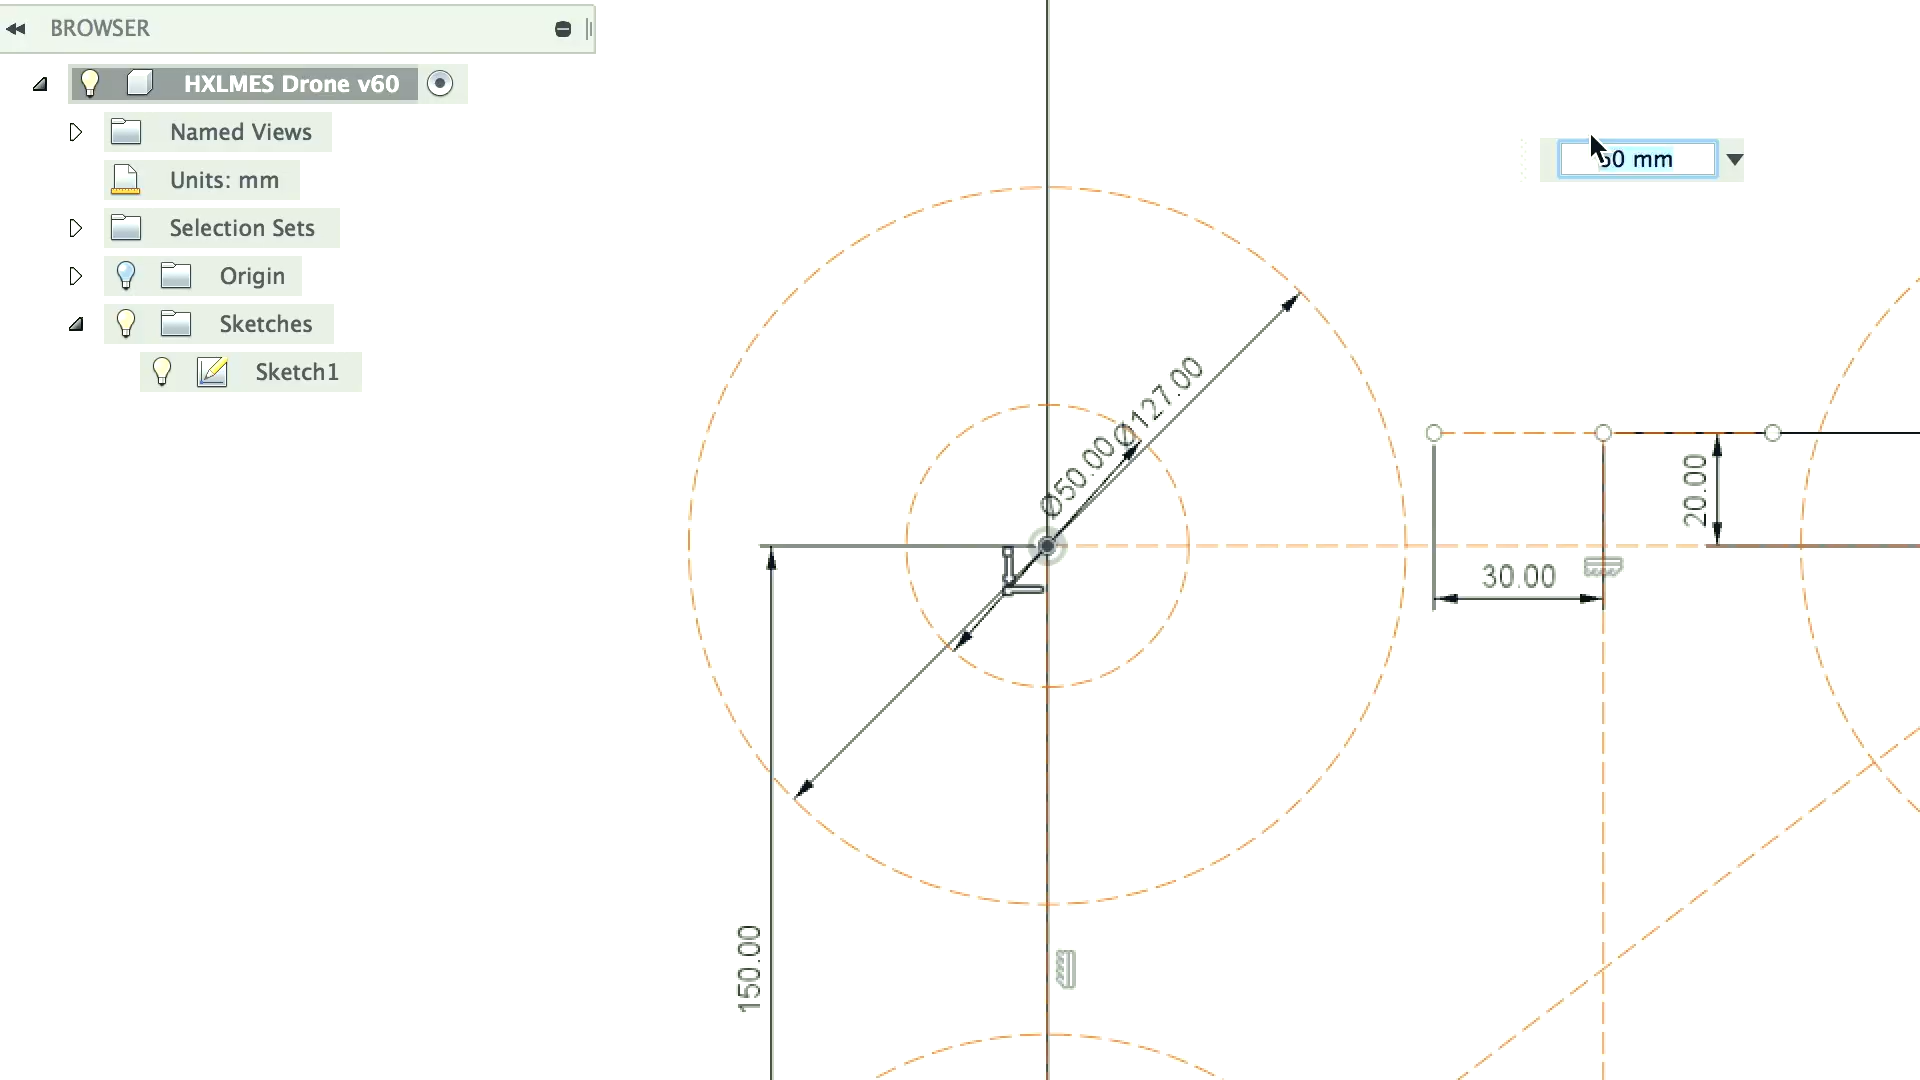 BROWSER
HXLMES Drone v60
Named Views
Units: mm
Selection Sets
Origin
Sketches
Sketch1
mm
Ø127.00
Ø50.00
20.00
30.00
150.00